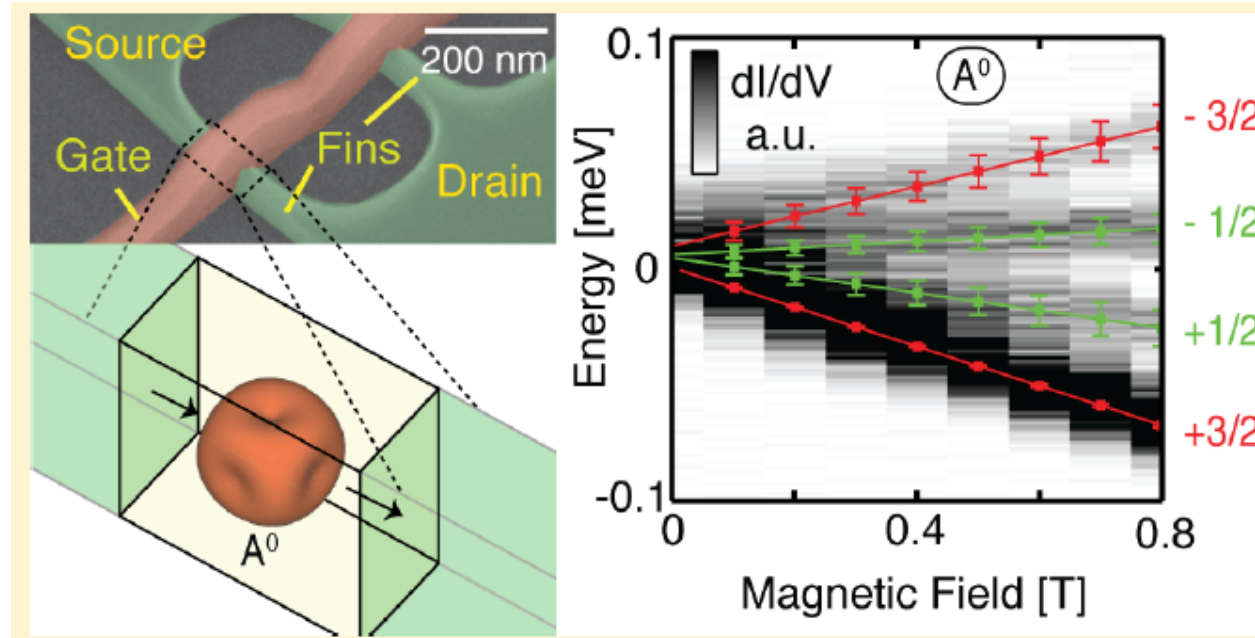 Source
200 nm
Gate
Fins
Drain
A⁰
0.1
dI/dV
a.u.
A⁰
- 3/2
- 1/2
0
+1/2
+3/2
-0.1
Energy [meV]
0
0.4
0.8
Magnetic Field [T]